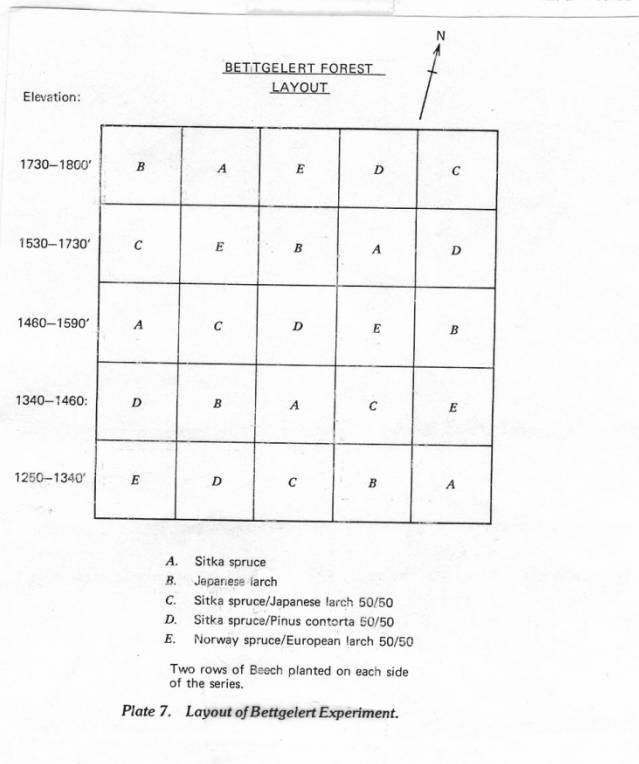 N
BETTGELERT FOREST
LAYOUT
Elevation:
1730–1800' B A E D C
1530–1730' C E B A D
1460–1590' A C D E B
1340–1460: D B A C E
1250–1340' E D C B A
A. Sitka spruce
B. Japanese larch
C. Sitka spruce/Japanese larch 50/50
D. Sitka spruce/Pinus contorta 50/50
E. Norway spruce/European larch 50/50
Two rows of Beech planted on each side
of the series.
Plate 7. Layout of Bettgelert Experiment.